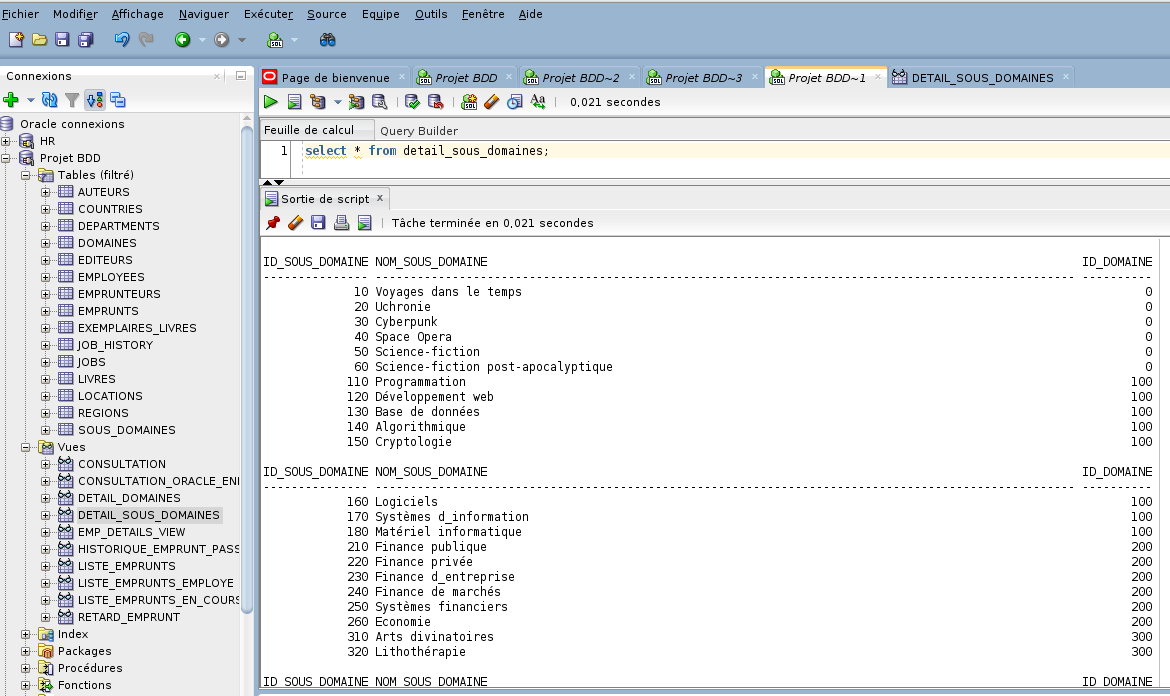 Fichier Modifier Affichage Naviguer Exécuter Source Equipe Outils Fenêtre Aide
Connexions
Page de bienvenue Projet BDD Projet BDD~2 Projet BDD~3 Projet BDD~1 DETAIL_SOUS_DOMAINES
0,021 secondes
Oracle connexions
HR
Projet BDD
Tables (filtré)
AUTEURS
COUNTRIES
DEPARTMENTS
DOMAINES
EDITEURS
EMPLOYEES
EMPRUNTEURS
EMPRUNTS
EXEMPLAIRES_LIVRES
JOB_HISTORY
JOBS
LIVRES
LOCATIONS
REGIONS
SOUS_DOMAINES
Vues
CONSULTATION
CONSULTATION_ORACLE_EN
DETAIL_DOMAINES
DETAIL_SOUS_DOMAINES
EMP_DETAILS_VIEW
HISTORIQUE_EMPRUNT_PASS
LISTE_EMPRUNTS
LISTE_EMPRUNTS_EMPLOYE
LISTE_EMPRUNTS_EN_COURS
RETARD_EMPRUNT
Index
Packages
Procédures
Fonctions
Feuille de calcul Query Builder
1 select * from detail_sous_domaines;
Sortie de script
Tâche terminée en 0,021 secondes
ID_SOUS_DOMAINE NOM_SOUS_DOMAINE ID_DOMAINE
10 Voyages dans le temps 0
20 Uchronie 0
30 Cyberpunk 0
40 Space Opera 0
50 Science-fiction 0
60 Science-fiction post-apocalyptique 0
110 Programmation 100
120 Développement web 100
130 Base de données 100
140 Algorithmique 100
150 Cryptologie 100
ID_SOUS_DOMAINE NOM_SOUS_DOMAINE ID_DOMAINE
160 Logiciels 100
170 Systèmes d_information 100
180 Matériel informatique 100
210 Finance publique 200
220 Finance privée 200
230 Finance d_entreprise 200
240 Finance de marchés 200
250 Systèmes financiers 200
260 Economie 200
310 Arts divinatoires 300
320 Lithothérapie 300
ID_SOUS_DOMAINE NOM_SOUS_DOMAINE ID_DOMAINE